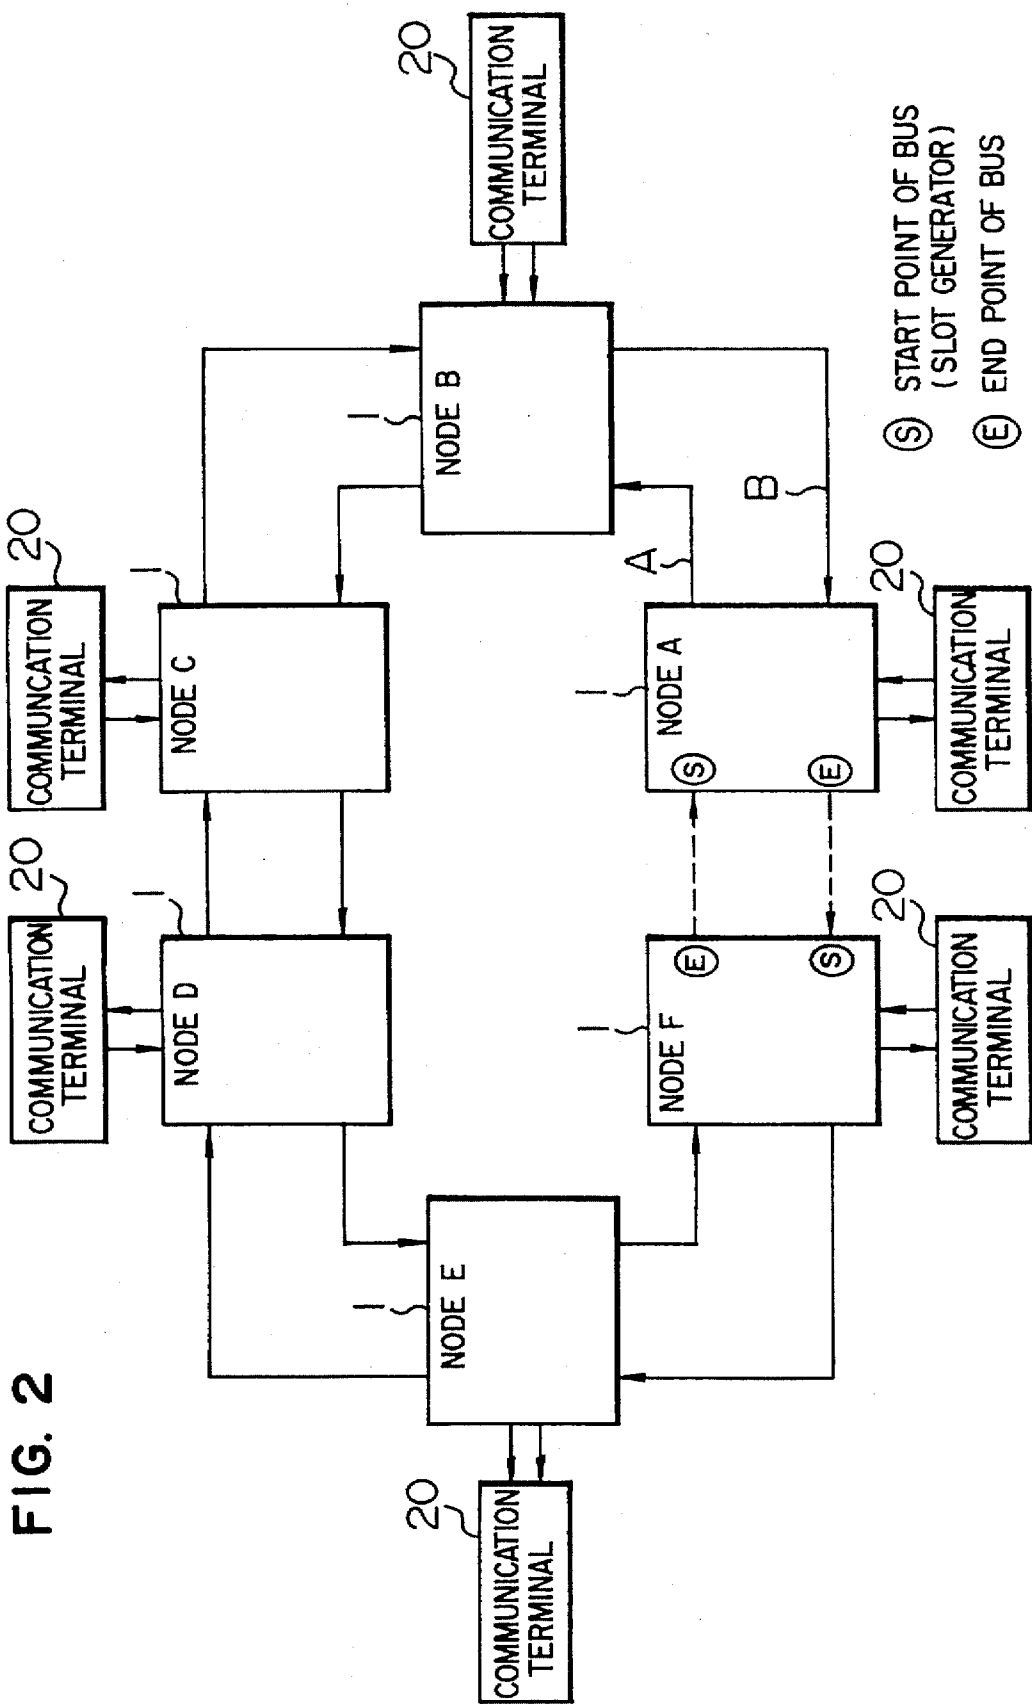 FIG. 2
COMMUNICATION
TERMINAL
20
COMMUNCATION
TERMINAL
20
NODE D
1
NODE C
1
COMMUNICATION
TERMINAL
20
NODE E
1
NODE B
1
COMMUNICATION
TERMINAL
20
NODE F
1
E
S
NODE A
1
S
E
A
B
COMMUNICATION
TERMINAL
20
COMMUNICATION
TERMINAL
20
S START POINT OF BUS
(SLOT GENERATOR)
E END POINT OF BUS